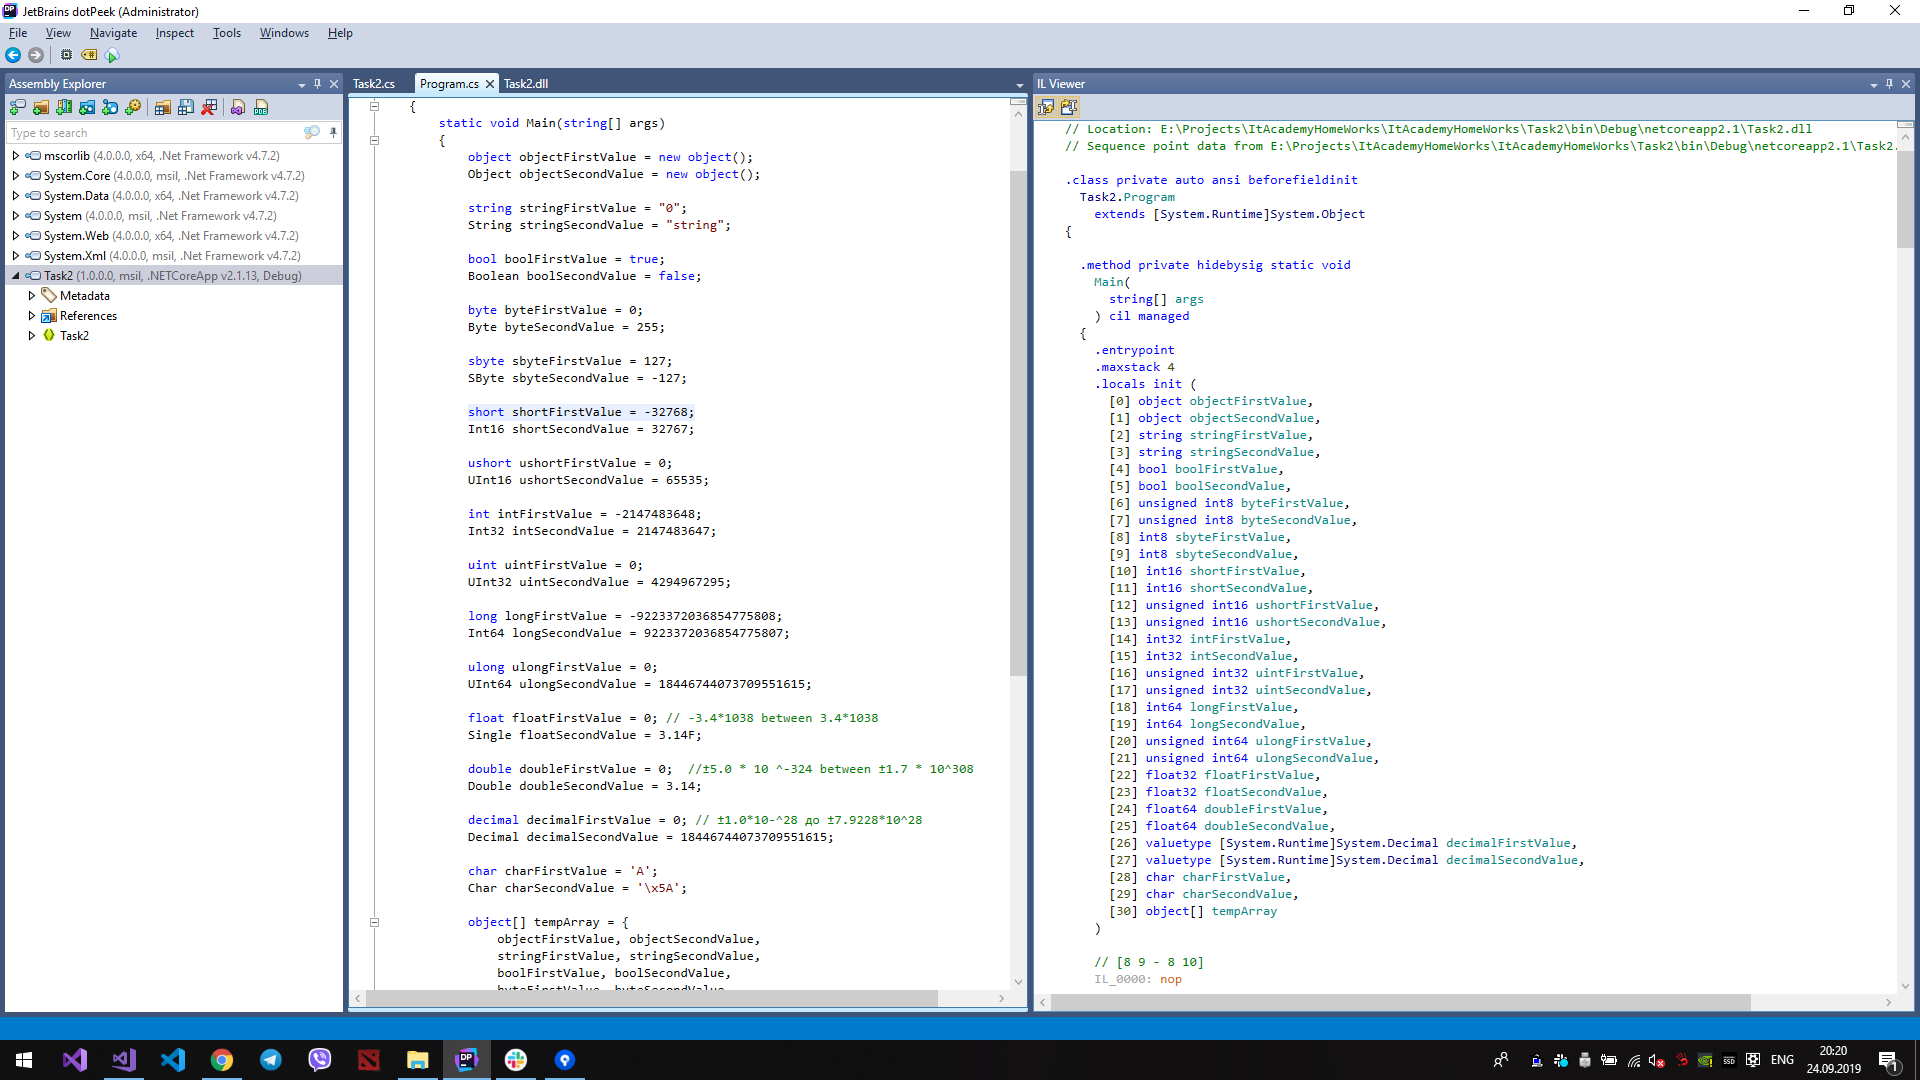 JetBrains dotPeek (Administrator)
File View Navigate Inspect Tools Windows Help
Assembly Explorer
Type to search
mscorlib (4.0.0.0, x64, .Net Framework v4.7.2)
System.Core (4.0.0.0, msil, .Net Framework v4.7.2)
System.Data (4.0.0.0, x64, .Net Framework v4.7.2)
System (4.0.0.0, msil, .Net Framework v4.7.2)
System.Web (4.0.0.0, x64, .Net Framework v4.7.2)
System.Xml (4.0.0.0, msil, .Net Framework v4.7.2)
Task2 (1.0.0.0, msil, .NETCoreApp v2.1.13, Debug)
Metadata
References
Task2
Task2.cs Program.cs Task2.dll
{
static void Main(string[] args)
{
object objectFirstValue = new object();
Object objectSecondValue = new object();
string stringFirstValue = "0";
String stringSecondValue = "string";
bool boolFirstValue = true;
Boolean boolSecondValue = false;
byte byteFirstValue = 0;
Byte byteSecondValue = 255;
sbyte sbyteFirstValue = 127;
SByte sbyteSecondValue = -127;
short shortFirstValue = -32768;
Int16 shortSecondValue = 32767;
ushort ushortFirstValue = 0;
UInt16 ushortSecondValue = 65535;
int intFirstValue = -2147483648;
Int32 intSecondValue = 2147483647;
uint uintFirstValue = 0;
UInt32 uintSecondValue = 4294967295;
long longFirstValue = -9223372036854775808;
Int64 longSecondValue = 9223372036854775807;
ulong ulongFirstValue = 0;
UInt64 ulongSecondValue = 18446744073709551615;
float floatFirstValue = 0; // -3.4*1038 between 3.4*1038
Single floatSecondValue = 3.14F;
double doubleFirstValue = 0;  //±5.0 * 10 ^-324 between ±1.7 * 10^308
Double doubleSecondValue = 3.14;
decimal decimalFirstValue = 0; // ±1.0*10-^28 до ±7.9228*10^28
Decimal decimalSecondValue = 18446744073709551615;
char charFirstValue = 'A';
Char charSecondValue = '\x5A';
object[] tempArray = {
objectFirstValue, objectSecondValue,
stringFirstValue, stringSecondValue,
boolFirstValue, boolSecondValue,
byteFirstValue, byteSecondValue
IL Viewer
// Location: E:\Projects\ItAcademyHomeWorks\ItAcademyHomeWorks\Task2\bin\Debug\netcoreapp2.1\Task2.dll
// Sequence point data from E:\Projects\ItAcademyHomeWorks\ItAcademyHomeWorks\Task2\bin\Debug\netcoreapp2.1\Task2.
.class private auto ansi beforefieldinit
Task2.Program
extends [System.Runtime]System.Object
{
.method private hidebysig static void
Main(
string[] args
) cil managed
{
.entrypoint
.maxstack 4
.locals init (
[0] object objectFirstValue,
[1] object objectSecondValue,
[2] string stringFirstValue,
[3] string stringSecondValue,
[4] bool boolFirstValue,
[5] bool boolSecondValue,
[6] unsigned int8 byteFirstValue,
[7] unsigned int8 byteSecondValue,
[8] int8 sbyteFirstValue,
[9] int8 sbyteSecondValue,
[10] int16 shortFirstValue,
[11] int16 shortSecondValue,
[12] unsigned int16 ushortFirstValue,
[13] unsigned int16 ushortSecondValue,
[14] int32 intFirstValue,
[15] int32 intSecondValue,
[16] unsigned int32 uintFirstValue,
[17] unsigned int32 uintSecondValue,
[18] int64 longFirstValue,
[19] int64 longSecondValue,
[20] unsigned int64 ulongFirstValue,
[21] unsigned int64 ulongSecondValue,
[22] float32 floatFirstValue,
[23] float32 floatSecondValue,
[24] float64 doubleFirstValue,
[25] float64 doubleSecondValue,
[26] valuetype [System.Runtime]System.Decimal decimalFirstValue,
[27] valuetype [System.Runtime]System.Decimal decimalSecondValue,
[28] char charFirstValue,
[29] char charSecondValue,
[30] object[] tempArray
)
// [8 9 - 8 10]
IL_0000: nop
ENG
20:20
24.09.2019
1